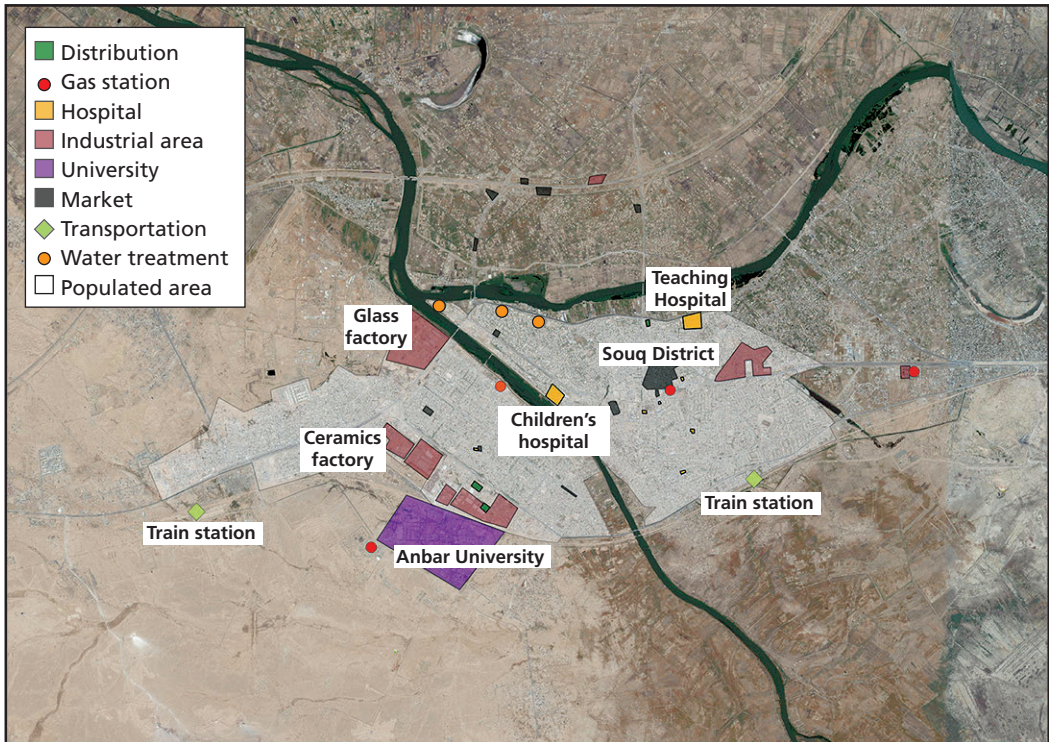 Distribution
Gas station
Hospital
Industrial area
University
Market
Transportation
Water treatment
Populated area
Teaching
Hospital
Glass
factory
Souq District
Children's
hospital
Ceramics
factory
Train station
Train station
Anbar University